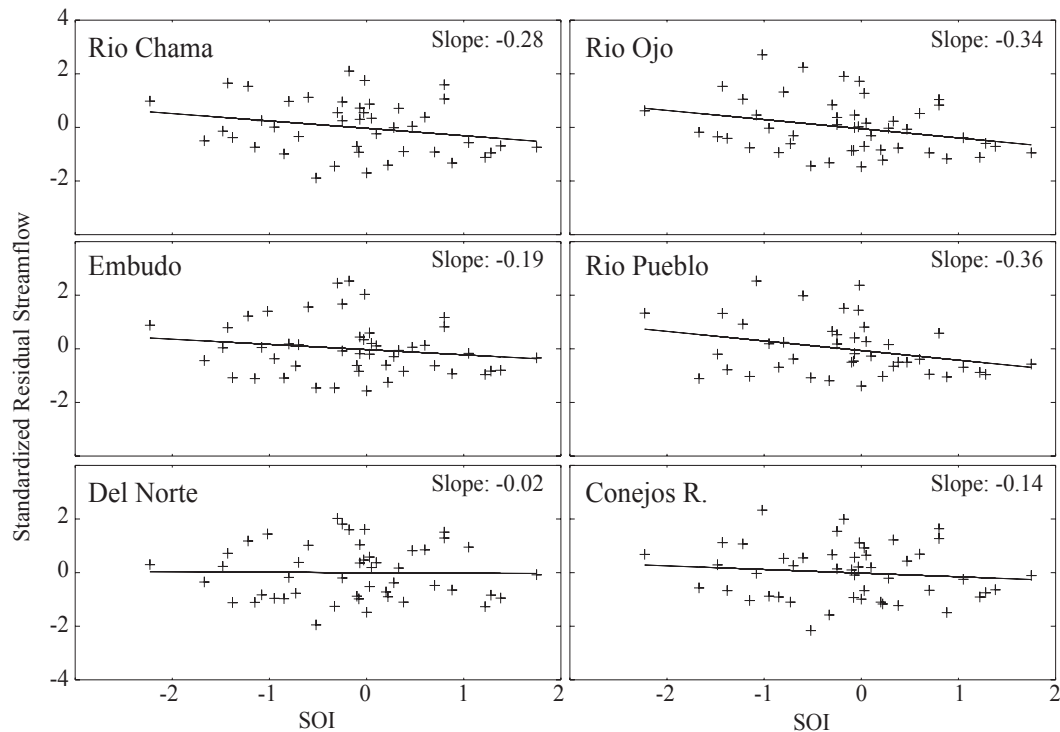 4
Rio Chama
Slope: -0.28
Rio Ojo
Slope: -0.34
2
0
-2
Embudo
Slope: -0.19
Rio Pueblo
Slope: -0.36
2
0
-2
Standardized Residual Streamflow
Del Norte
Slope: -0.02
Conejos R.
Slope: -0.14
2
0
-2
-4
-2 -1 0 1 2 -2 -1 0 1 2
SOI SOI